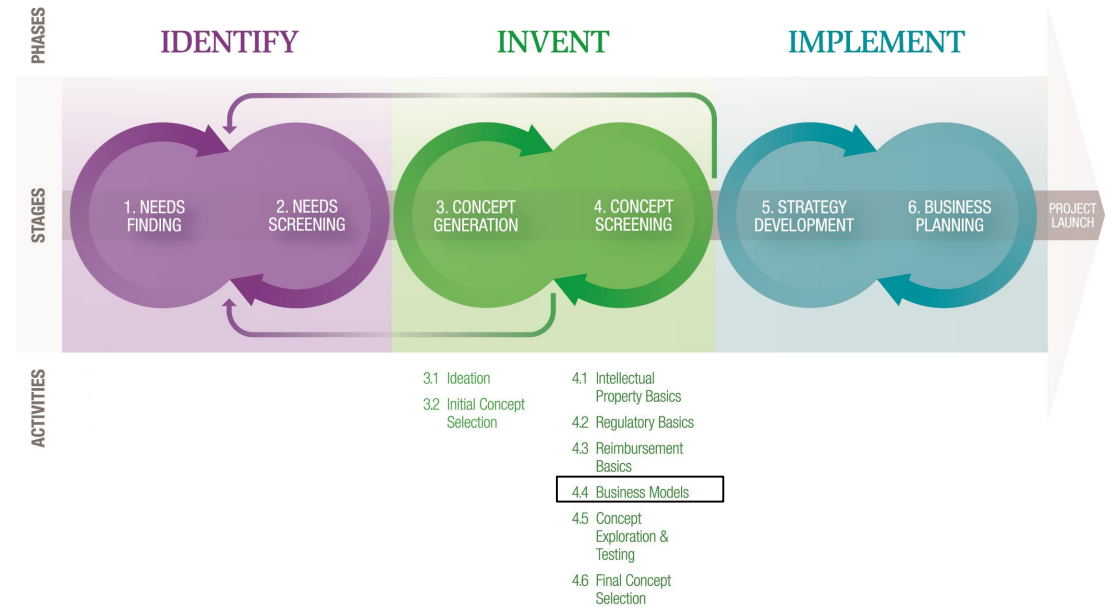 PHASES
IDENTIFY
INVENT
IMPLEMENT
STAGES
1. NEEDS
FINDING
2. NEEDS
SCREENING
3. CONCEPT
GENERATION
4. CONCEPT
SCREENING
5. STRATEGY
DEVELOPMENT
6. BUSINESS
PLANNING
PROJECT
LAUNCH
ACTIVITIES
3.1 Ideation
3.2 Initial Concept
Selection
4.1 Intellectual
Property Basics
4.2 Regulatory Basics
4.3 Reimbursement
Basics
4.4 Business Models
4.5 Concept
Exploration &
Testing
4.6 Final Concept
Selection